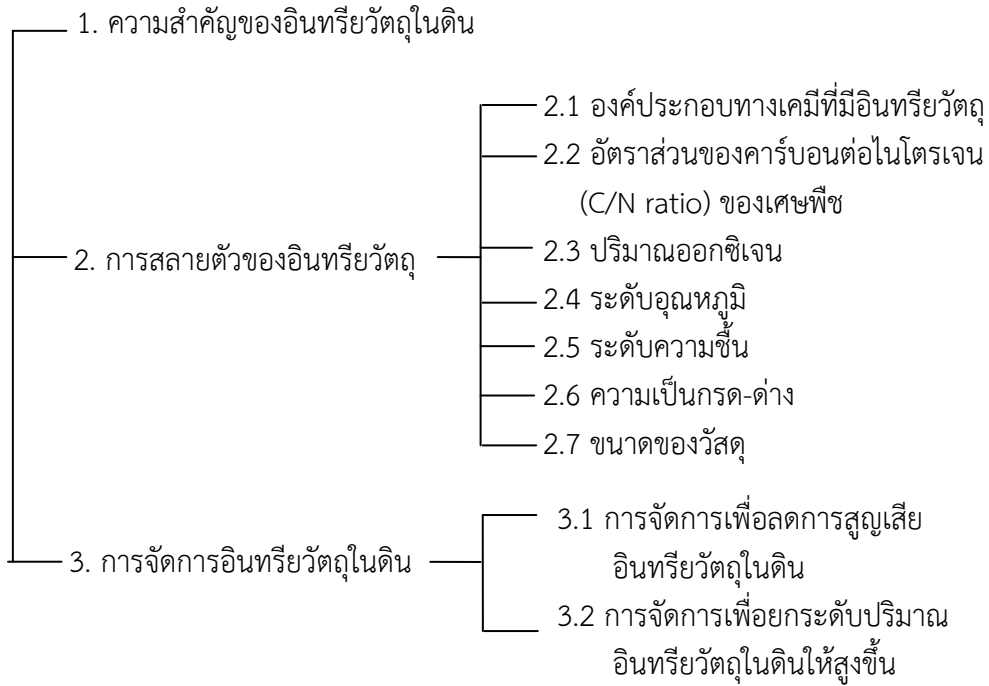 1. ความสำคัญของอินทรียวัตถุในดิน
2. การสลายตัวของอินทรียวัตถุ
2.1 องค์ประกอบทางเคมีที่มีอินทรียวัตถุ
2.2 อัตราส่วนของคาร์บอนต่อไนโตรเจน
(C/N ratio) ของเศษพืช
2.3 ปริมาณออกซิเจน
2.4 ระดับอุณหภูมิ
2.5 ระดับความชื้น
2.6 ความเป็นกรด-ด่าง
2.7 ขนาดของวัสดุ
3. การจัดการอินทรียวัตถุในดิน
3.1 การจัดการเพื่อลดการสูญเสีย
อินทรียวัตถุในดิน
3.2 การจัดการเพื่อยกระดับปริมาณ
อินทรียวัตถุในดินให้สูงขึ้น